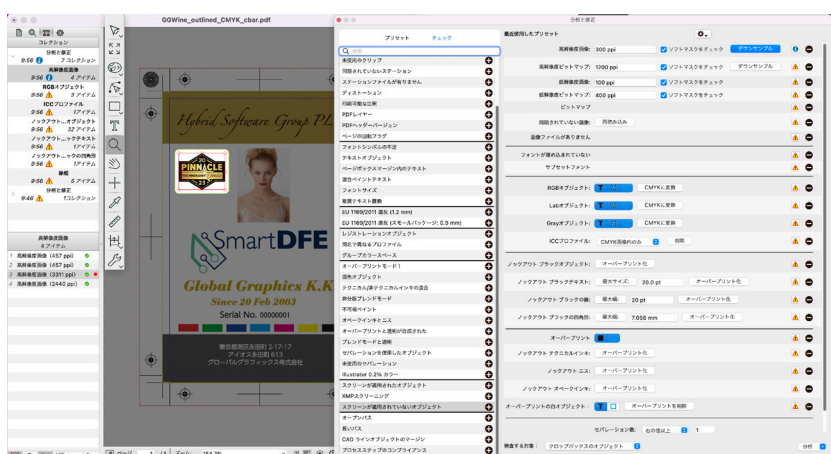 GGWine_outlined_CMYK_cbar.pdf
分析と修正
コレクション
分析と修正
9:56 7コレクション
高解像度画像
9:56 4アイテム
RGBオブジェクト
9:56 3アイテム
ICCプロファイル
9:56 17アイテム
ノックアウト...オブジェクト
9:56 32アイテム
ノックアウト...ックテキスト
9:56 17アイテム
ノックアウト...ックの四角形
9:56 1アイテム
線幅
9:56 5アイテム
分析と修正
9:46 1コレクション
高解像度画像
4アイテム
1 高解像度画像 (457 ppi)
2 高解像度画像 (457 ppi)
3 高解像度画像 (3311 ppi)
4 高解像度画像 (2440 ppi)
Hybrid Software Group PL
20
PINNACLE
TECHNOLOGY AWARDS
23
SmartDFE
Global Graphics K.K
Since 20 Feb 2003
Serial No. 00000001
東京都港区永田町 2-17-17
アイオス永田町 613
グローバルグラフィックス株式会社
ページ 1 /1 ズーム 154.7%
プリセット チェック
検索
未使用のクリップ
同期されていないステーション
ステーションファイルが有りません
ディストーション
印刷可能な注釈
PDFレイヤー
PDFヘッダーバージョン
ページの回転フラグ
フォントシンボルの不足
テキストオブジェクト
ページボックスマージン内のテキスト
混合ペイントテキスト
フォントサイズ
差異テキスト置換
EU 1169/2011 違反 (1.2 mm)
EU 1169/2011 違反 (スモールパッケージ: 0.9 mm)
レジストレーションオブジェクト
同名で異なるプロファイル
グループカラースペース
オーバープリントモード 1
混色オブジェクト
テクニカル/非テクニカルインキの混合
非分版ブレンドモード
不可視ペイント
オペークインキとニス
オーバープリントと透明が合成された
ブレンドモードと透明
セパレーションを使用したオブジェクト
未使用のセパレーション
Illustrator 0.2% カラー
スクリーンが適用されたオブジェクト
XMPスクリーニング
スクリーンが適用されていないオブジェクト
オープンパス
長いパス
CAD ラインオブジェクトのマージン
プロセスステップのコンプライアンス
最近使用したプリセット
高解像度画像: 300 ppi ソフトマスクをチェック ダウンサンプル
高解像度ビットマップ: 1200 ppi ソフトマスクをチェック ダウンサンプル
低解像度画像: 100 ppi ソフトマスクをチェック
低解像度ビットマップ: 400 ppi ソフトマスクをチェック
ビットマップ
同期されていない画像: 再読み込み
画像ファイルがありません
フォントが埋め込まれていない
サブセットフォント
RGBオブジェクト: T CMYKに変換
Labオブジェクト: T CMYKに変換
Grayオブジェクト: T CMYKに変換
ICCプロファイル: CMYK画像内のみ 削除
ノックアウト ブラックオブジェクト: オーバープリント化
ノックアウト ブラックテキスト: 最大サイズ: 20.0 pt オーバープリント化
ノックアウト ブラックの線: 最大幅: 20 pt オーバープリント化
ノックアウト ブラックの四角形: 最大幅: 7.056 mm オーバープリント化
オーバープリント
ノックアウト テクニカルインキ: オーバープリント化
ノックアウト ニス: オーバープリント化
ノックアウト オペークインキ: オーバープリント化
オーバープリントの白オブジェクト: T オーバープリントを削除
セパレーション数: 右の値以上 1
検査する対象: クロップボックスのオブジェクト 分析